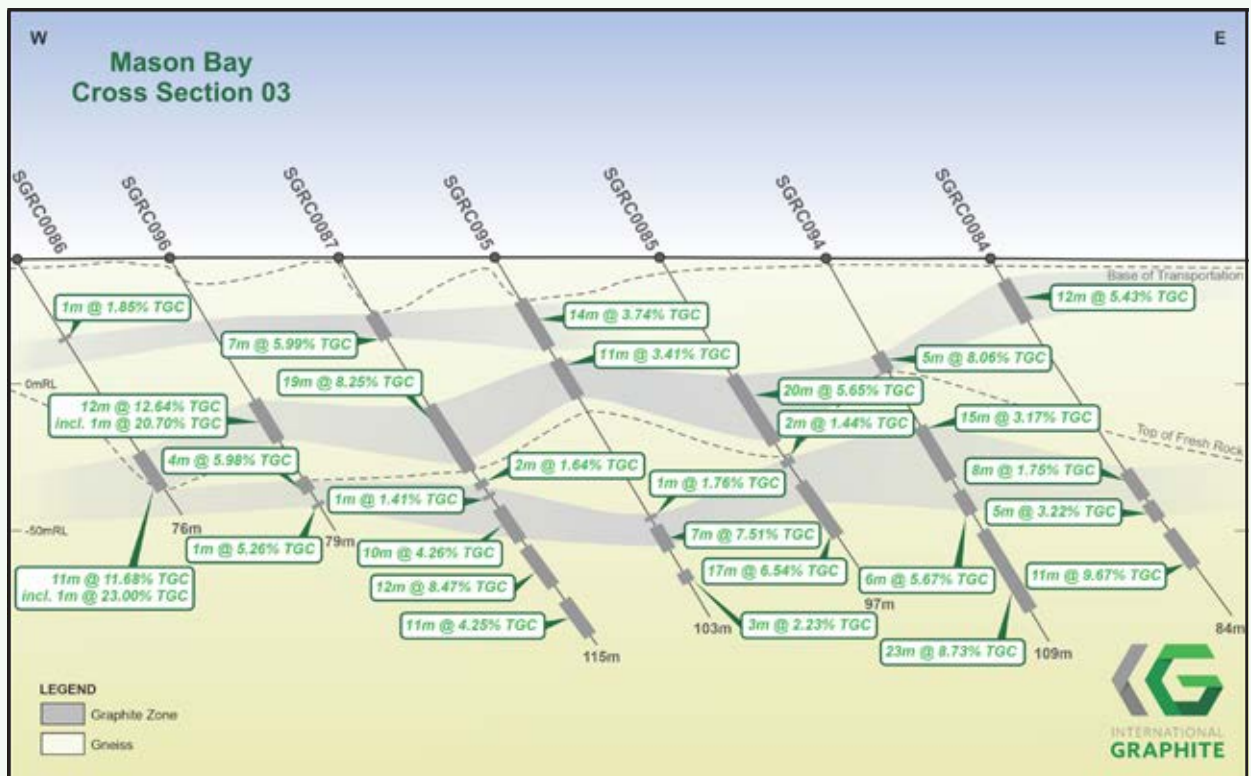 W
E
Mason Bay
Cross Section 03
SGRC0086
SGRC096
SGRC0087
SGRC095
SGRC0085
SGRC094
SGRC0084
Base of Transportation
1m @ 1.85% TGC
12m @ 5.43% TGC
14m @ 3.74% TGC
7m @ 5.99% TGC
11m @ 3.41% TGC
5m @ 8.06% TGC
0mRL
19m @ 8.25% TGC
20m @ 5.65% TGC
12m @ 12.64% TGC
incl. 1m @ 20.70% TGC
2m @ 1.44% TGC
15m @ 3.17% TGC
Top of Fresh Rock
4m @ 5.98% TGC
2m @ 1.64% TGC
8m @ 1.75% TGC
1m @ 1.76% TGC
1m @ 1.41% TGC
5m @ 3.22% TGC
-50mRL
76m
7m @ 7.51% TGC
79m
1m @ 5.26% TGC
10m @ 4.26% TGC
17m @ 6.54% TGC
11m @ 11.68% TGC
incl. 1m @ 23.00% TGC
12m @ 8.47% TGC
6m @ 5.67% TGC
11m @ 9.67% TGC
97m
11m @ 4.25% TGC
103m
3m @ 2.23% TGC
84m
115m
23m @ 8.73% TGC
109m
LEGEND
Graphite Zone
Gneiss
INTERNATIONAL
GRAPHITE